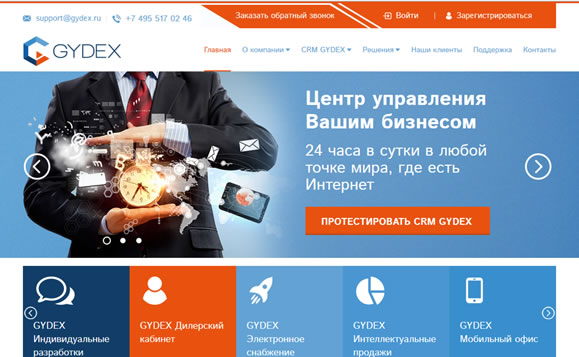 support@gydex.ru +7 495 517 02 46 Заказать обратный звонок Войти | Зарегистрироваться
GYDEX Главная О компании CRM GYDEX Решения Наши клиенты Поддержка Контакты
Центр управления
Вашим бизнесом
24 часа в сутки в любой
точке мира, где есть
Интернет
ПРОТЕСТИРОВАТЬ CRM GYDEX
GYDEX
Индивидуальные
разработки
GYDEX Дилерский
кабинет
GYDEX
Электронное
снабжение
GYDEX
Интеллектуальные
продажи
GYDEX
Мобильный офис